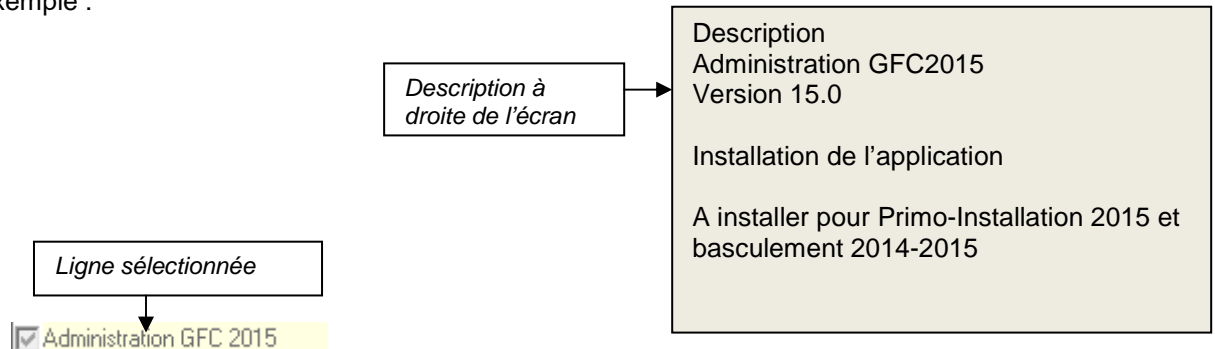 Description
Administration GFC2015
Version 15.0
Installation de l'application
A installer pour Primo-Installation 2015 et
basculement 2014-2015
Description à
droite de l'écran
Ligne sélectionnée
Administration GFC 2015